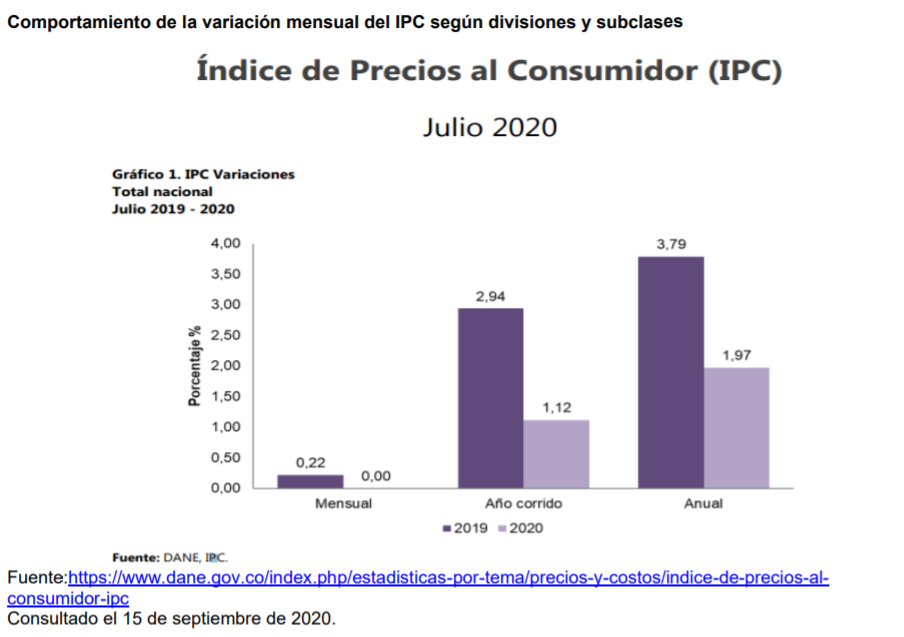 Comportamiento de la variación mensual del IPC según divisiones y subclases
Índice de Precios al Consumidor (IPC)
Julio 2020
Gráfico 1. IPC Variaciones
Total nacional
Julio 2019 - 2020
Porcentaje %
4,00
3,50
3,00
2,50
2,00
1,50
1,00
0,50
0,00
0,22
0,00
2,94
1,12
3,79
1,97
Mensual
Año corrido
Anual
2019
2020
Fuente: DANE, IPC.
Fuente:https://www.dane.gov.co/index.php/estadisticas-por-tema/precios-y-costos/indice-de-precios-al-
consumidor-ipc
Consultado el 15 de septiembre de 2020.